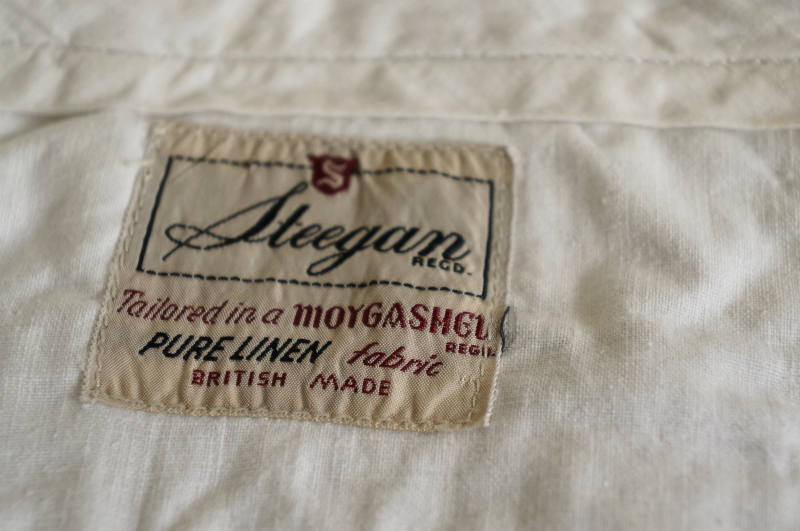 S
Steegan
REGD.
Tailored in a MOYGASHEL
REGD.
PURE LINEN fabric
BRITISH MADE